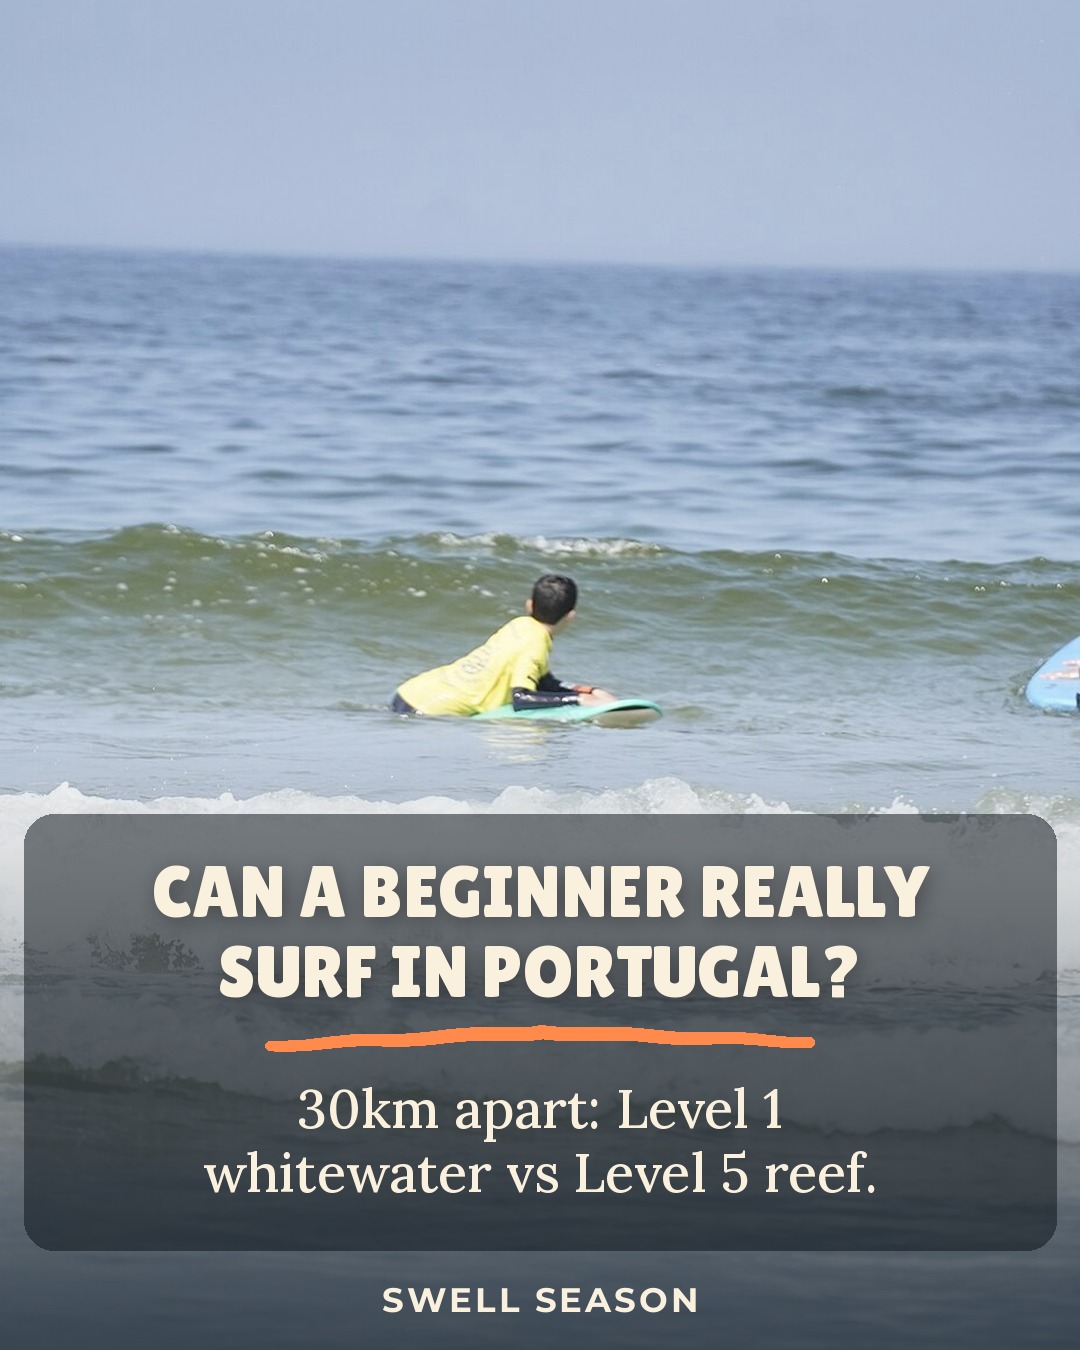 CAN A BEGINNER REALLY
SURF IN PORTUGAL?
30km apart: Level 1
whitewater vs Level 5 reef.
SWELL SEASON